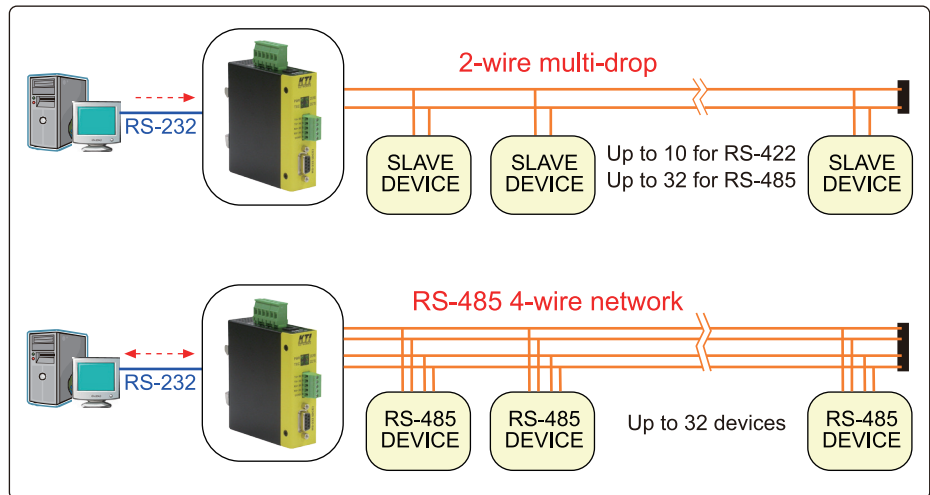 2-wire multi-drop
RS-232
KTI
SLAVE
DEVICE
SLAVE
DEVICE
Up to 10 for RS-422
Up to 32 for RS-485
SLAVE
DEVICE
RS-485 4-wire network
RS-232
KTI
RS-485
DEVICE
RS-485
DEVICE
Up to 32 devices
RS-485
DEVICE